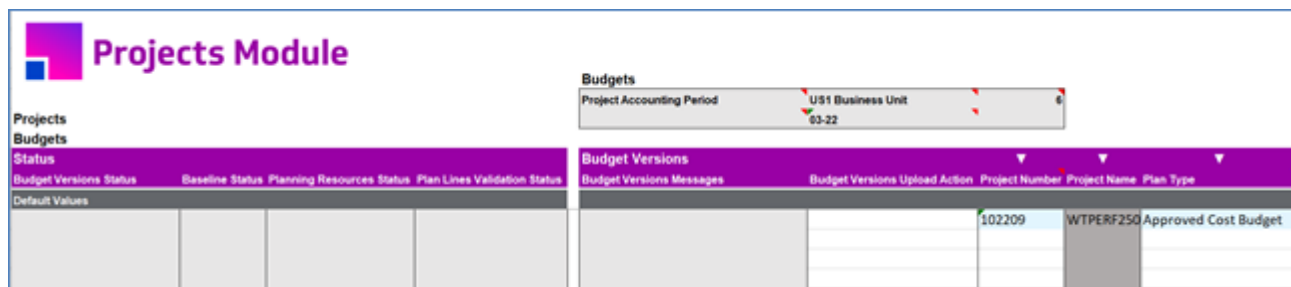 Projects Module
Budgets
Project Accounting Period US1 Business Unit 6
03-22
Projects
Budgets
Status Budget Versions
Budget Versions Status Baseline Status Planning Resources Status Plan Lines Validation Status Budget Versions Messages Budget Versions Upload Action Project Number Project Name Plan Type
Default Values
102209 WTPERF250 Approved Cost Budget